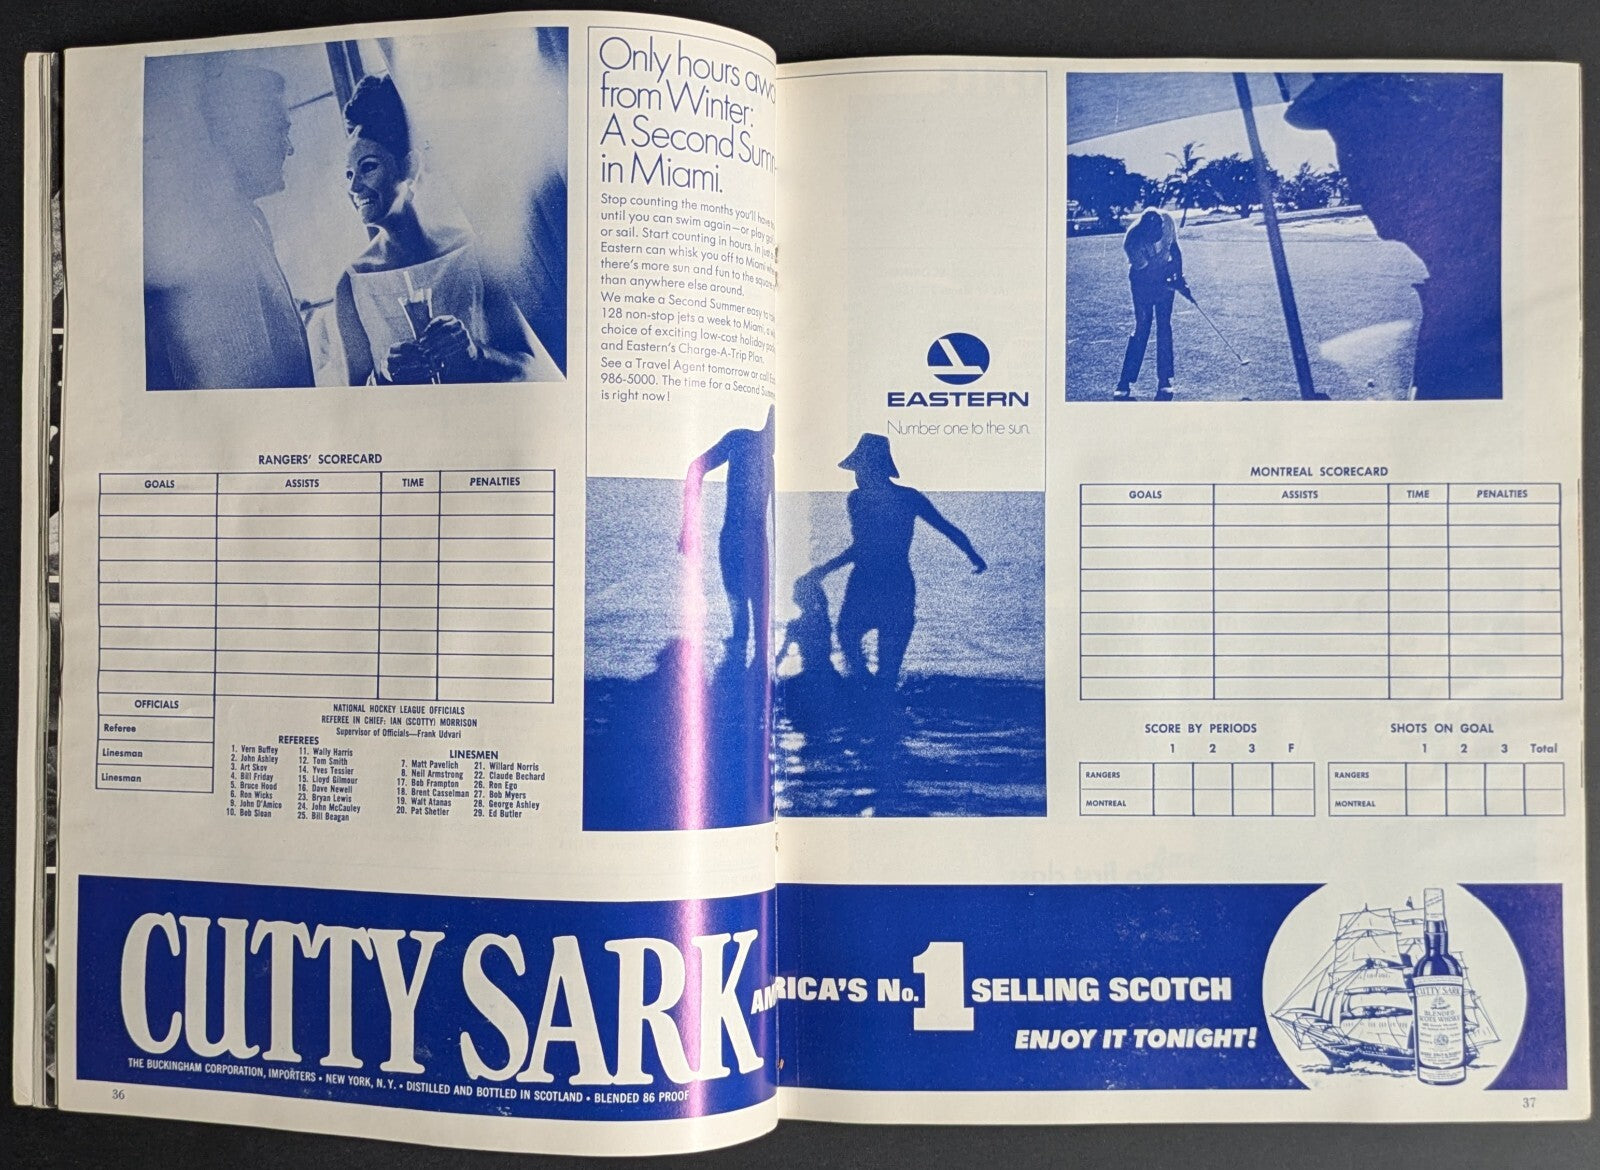 Only hours
from Winter:
A Second
in Miami.
Stop counting the months you'll have
until you can swim again—or play
or sail. Start counting in hours. In just
Eastern can whisk you off to Miami
there's more sun and fun to the square
than anywhere else around.
We make a Second Summer easy to
128 non-stop jets a week to Miami, a
choice of exciting low-cost holiday
and Eastern's Charge-A-Trip Plan.
See a Travel Agent tomorrow or call
986-5000. The time for a Second
is right now!
EASTERN
Number one to the sun.
RANGERS' SCORECARD
GOALS ASSISTS TIME PENALTIES
OFFICIALS
Referee
Linesman
Linesman
NATIONAL HOCKEY LEAGUE OFFICIALS
REFEREE IN CHIEF: IAN (SCOTTY) MORRISON
Supervisor of Officials—Frank Udvari
REFEREES
1. Vern Buffey 11. Wally Harris
2. John Ashley 12. Tom Smith
3. Art Skov 14. Yves Tessier
4. Bill Friday 15. Lloyd Gilmour
5. Bruce Hood 16. Dave Newell
6. Ron Wicks 23. Bryan Lewis
9. John D'Amico 24. John McCauley
10. Bob Sloan 25. Bill Beagan
LINESMEN
7. Matt Pavelich 21. Willard Norris
8. Neil Armstrong 22. Claude Bechard
17. Bob Frampton 26. Ron Ego
18. Brent Casselman 27. Bob Myers
19. Walt Atanas 28. George Ashley
20. Pat Shetler 29. Ed Butler
MONTREAL SCORECARD
GOALS ASSISTS TIME PENALTIES
SCORE BY PERIODS
1 2 3 F
RANGERS
MONTREAL
SHOTS ON GOAL
1 2 3 Total
RANGERS
MONTREAL
CUTTY SARK
THE BUCKINGHAM CORPORATION, IMPORTERS • NEW YORK, N.Y. • DISTILLED AND BOTTLED IN SCOTLAND • BLENDED 86 PROOF
AMERICA'S No. 1 SELLING SCOTCH
ENJOY IT TONIGHT!
CUTTY SARK
BLENDED
SCOTS WHISKY
36
37